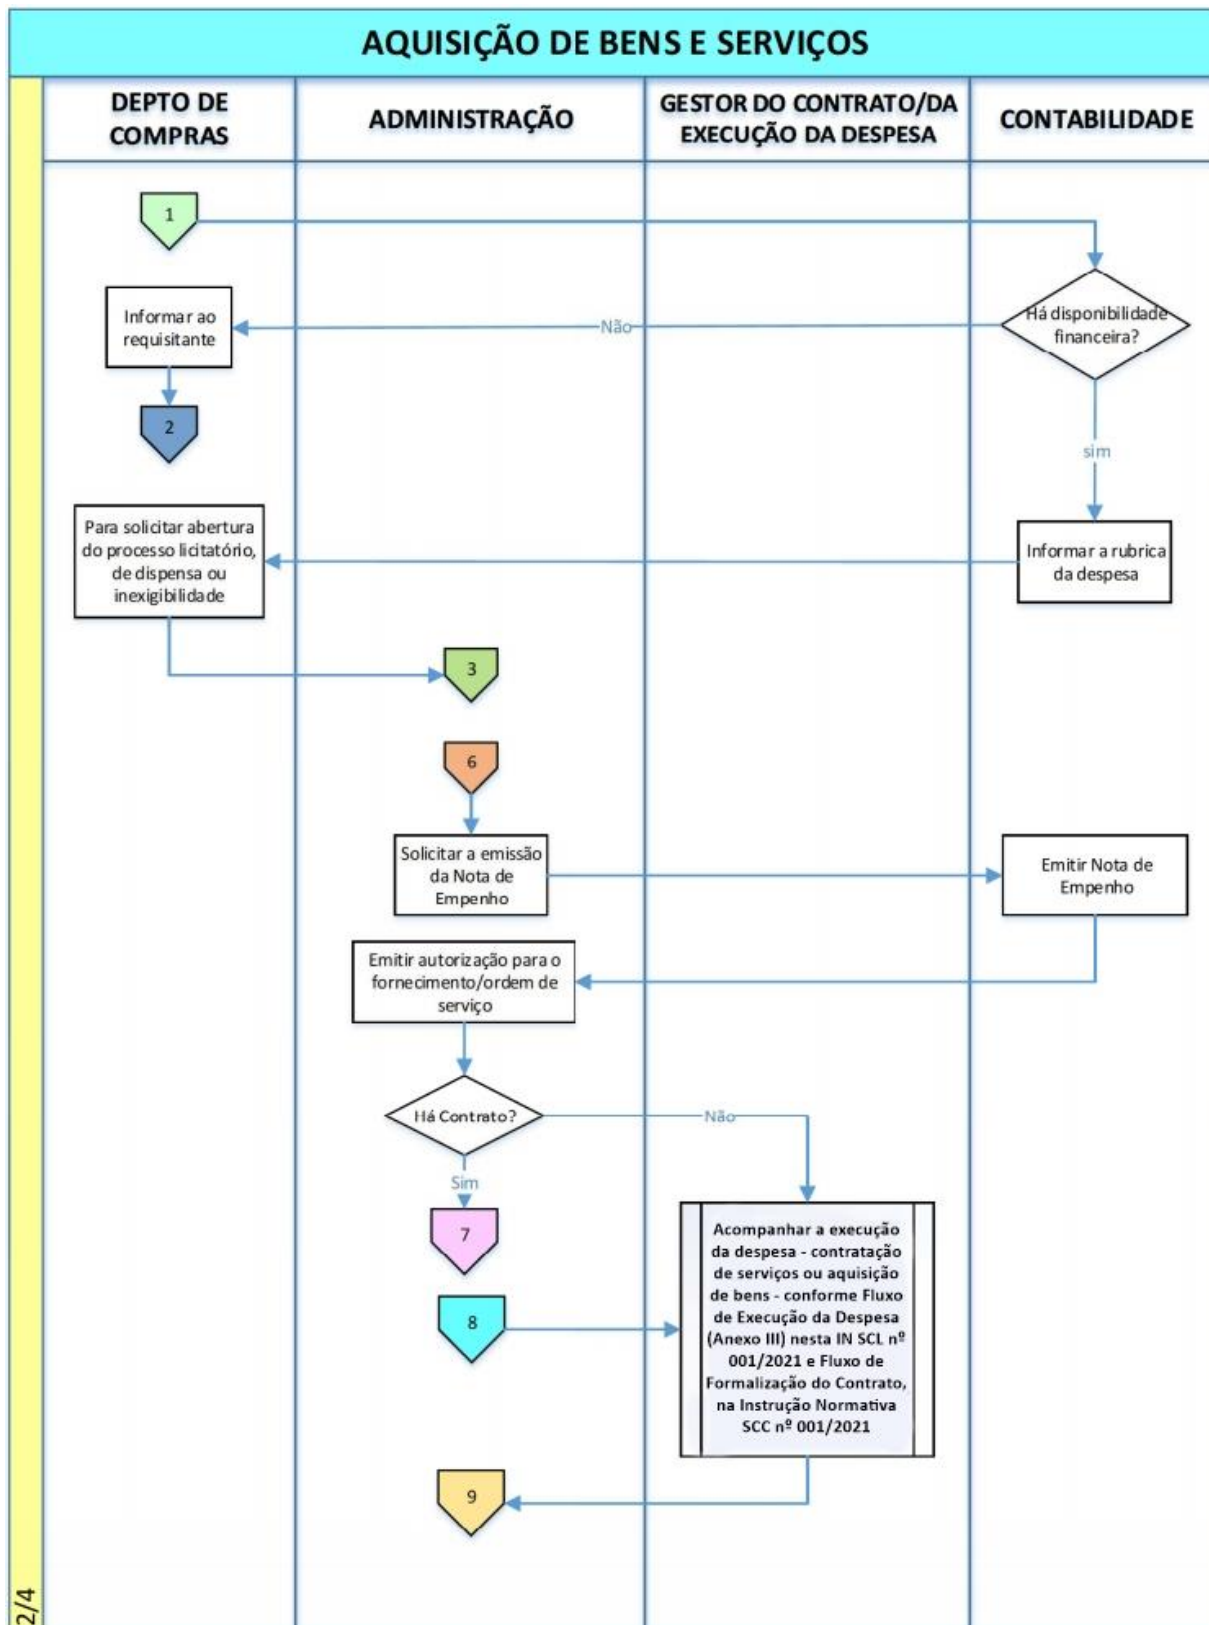 AQUISIÇÃO DE BENS E SERVIÇOS
DEPTO DE
COMPRAS
ADMINISTRAÇÃO
GESTOR DO CONTRATO/DA
EXECUÇÃO DA DESPESA
CONTABILIDADE
1
Há disponibilidade
financeira?
Não
Informar ao
requisitante
2
sim
Informar a rubrica
da despesa
Para solicitar abertura
do processo licitatório,
de dispensa ou
inexigibilidade
3
6
Solicitar a emissão
da Nota de
Empenho
Emitir Nota de
Empenho
Emitir autorização para o
fornecimento/ordem de
serviço
Há Contrato?
Não
Sim
7
Acompanhar a execução
da despesa - contratação
de serviços ou aquisição
de bens - conforme Fluxo
de Execução da Despesa
(Anexo III) nesta IN SCL nº
001/2021 e Fluxo de
Formalização do Contrato,
na Instrução Normativa
SCC nº 001/2021
8
9
2/4